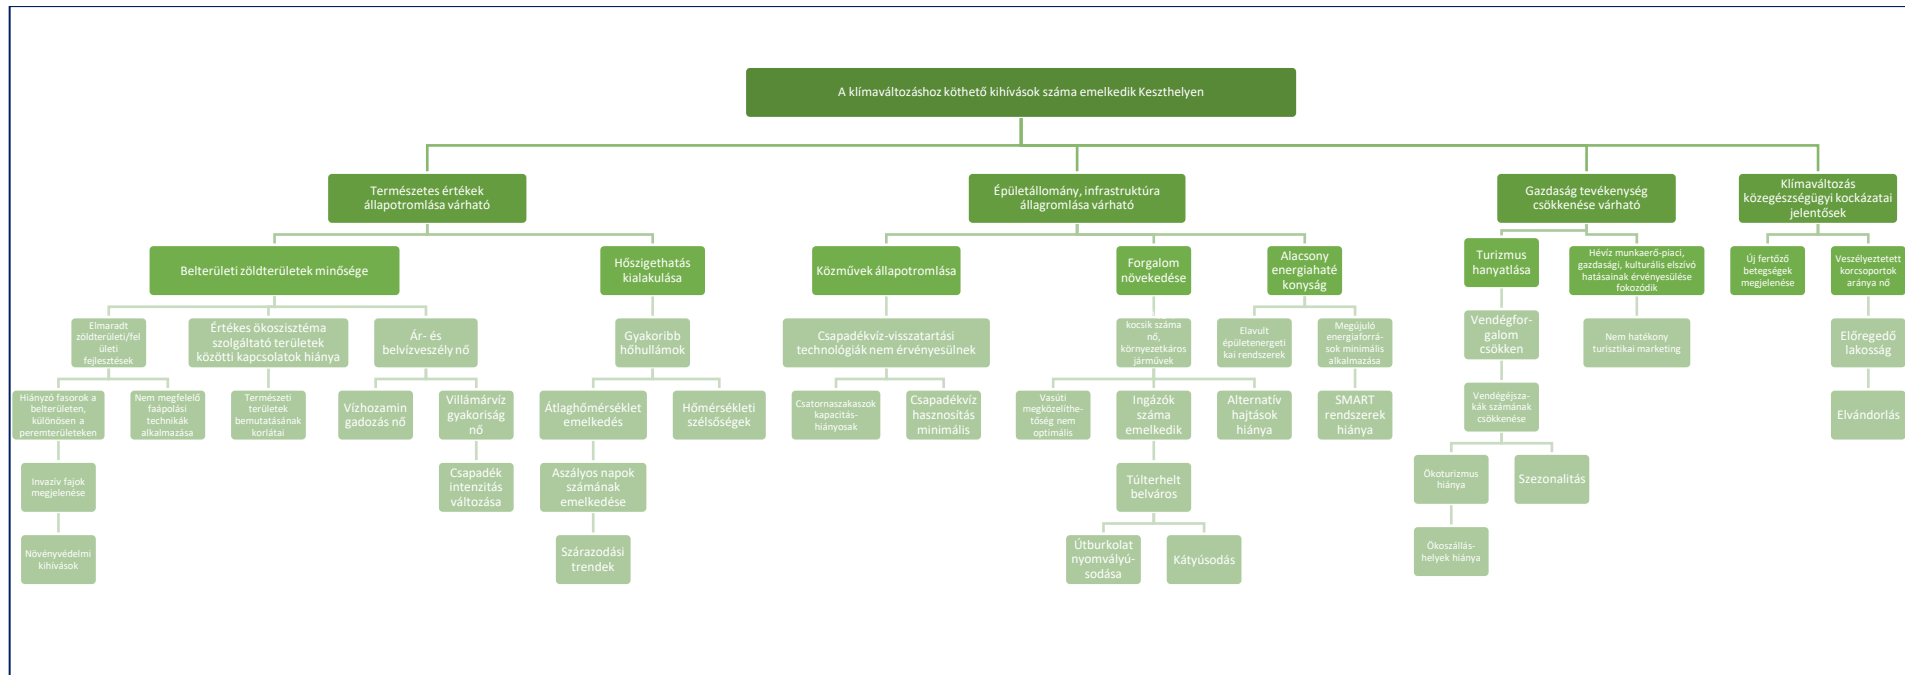 A klímaváltozáshoz köthető kihívások száma emelkedik Keszthelyen
Természetes értékek
állapotromlása várható
Épületállomány, infrastruktúra
állagromlása várható
Gazdaság tevékenység
csökkenése várható
Klímaváltozás
közegészségügyi kockázatai
jelentősek
Belterületi zöldterületek minősége
Hőszigethatás
kialakulása
Közművek állapotromlása
Forgalom
növekedése
Alacsony
energiahaté
konyság
Turizmus
hanyatlása
Hévíz munkaerő-piaci,
gazdasági, kulturális elszívó
hatásainak érvényesülése
fokozódik
Új fertőző
betegségek
megjelenése
Veszélyeztetett
korcsoportok
aránya nő
Elmaradt
zöldterületi/fel
ületi
fejlesztések
Értékes ökoszisztéma
szolgáltató területek
közötti kapcsolatok hiánya
Ár- és
belvízveszély nő
Gyakoribb
hőhullámok
Csapadékvíz-visszatartási
technológiák nem érvényesülnek
kocsik száma
nő,
környezetkáros
járművek
Elavult
épületenergeti
kai rendszerek
Megújuló
energiaforrá
sok minimális
alkalmazása
Vendégfor-
galom
csökken
Nem hatékony
turisztikai marketing
Előregedő
lakosság
Hiányzó fasorok a
belterületen,
különösen a
peremterületeken
Nem megfelelő
faápolási
technikák
alkalmazása
Természeti
területek
bemutatásának
korlátai
Vízhozamin
gadozás nő
Villámárvíz
gyakoriság
nő
Átlaghőmérséklet
emelkedés
Hőmérsékleti
szélsőségek
Csatornaszakaszok
kapacitás-
hiányosak
Csapadékvíz
hasznosítás
minimális
Vasúti
megközelíthe-
tőség nem
optimális
Ingázók
száma
emelkedik
Alternatív
hajtások
hiánya
SMART
rendszerek
hiánya
Vendégéjsza-
kák számának
csökkenése
Elvándorlás
Invazív fajok
megjelenése
Csapadék
intenzitás
változása
Aszályos napok
számának
emelkedése
Túlterhelt
belváros
Ökoturizmus
hiánya
Szezonalitás
Növényvédelmi
kihívások
Szárazodási
trendek
Útburkolat
nyomvályú-
sodása
Kátyúsodás
Ökoszállás-
helyek hiánya